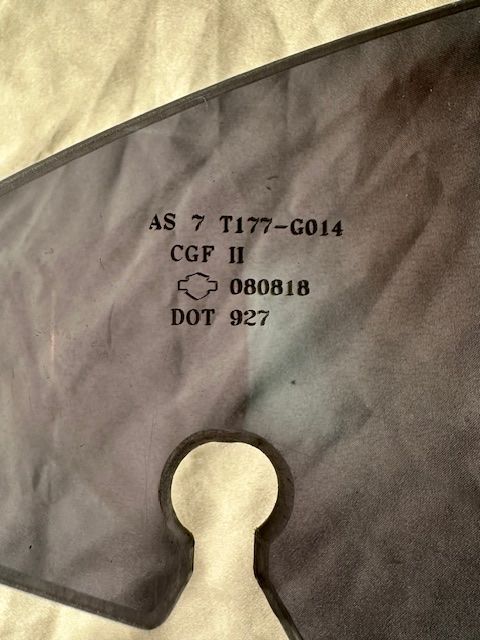 AS 7 T177-G014
CGF II
080818
DOT 927